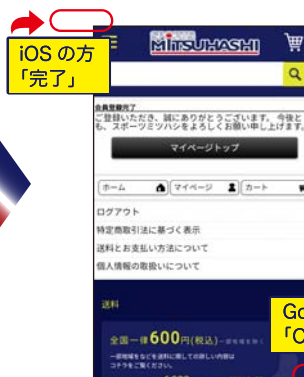 iOS の方
「完了」
MITSUHASHI
会員登録完了
ご登録いただき、誠にありがとうございます。 今後と
も、スポーツミツハシをよろしくお願い申し上げます。
マイページトップ
ホーム
マイページ
カート
ログアウト
特定商取引法に基づく表示
送料とお支払い方法について
個人情報の取扱いについて
送料
全国一律600円(税込)
コチラをご覧ください。
Go
「O